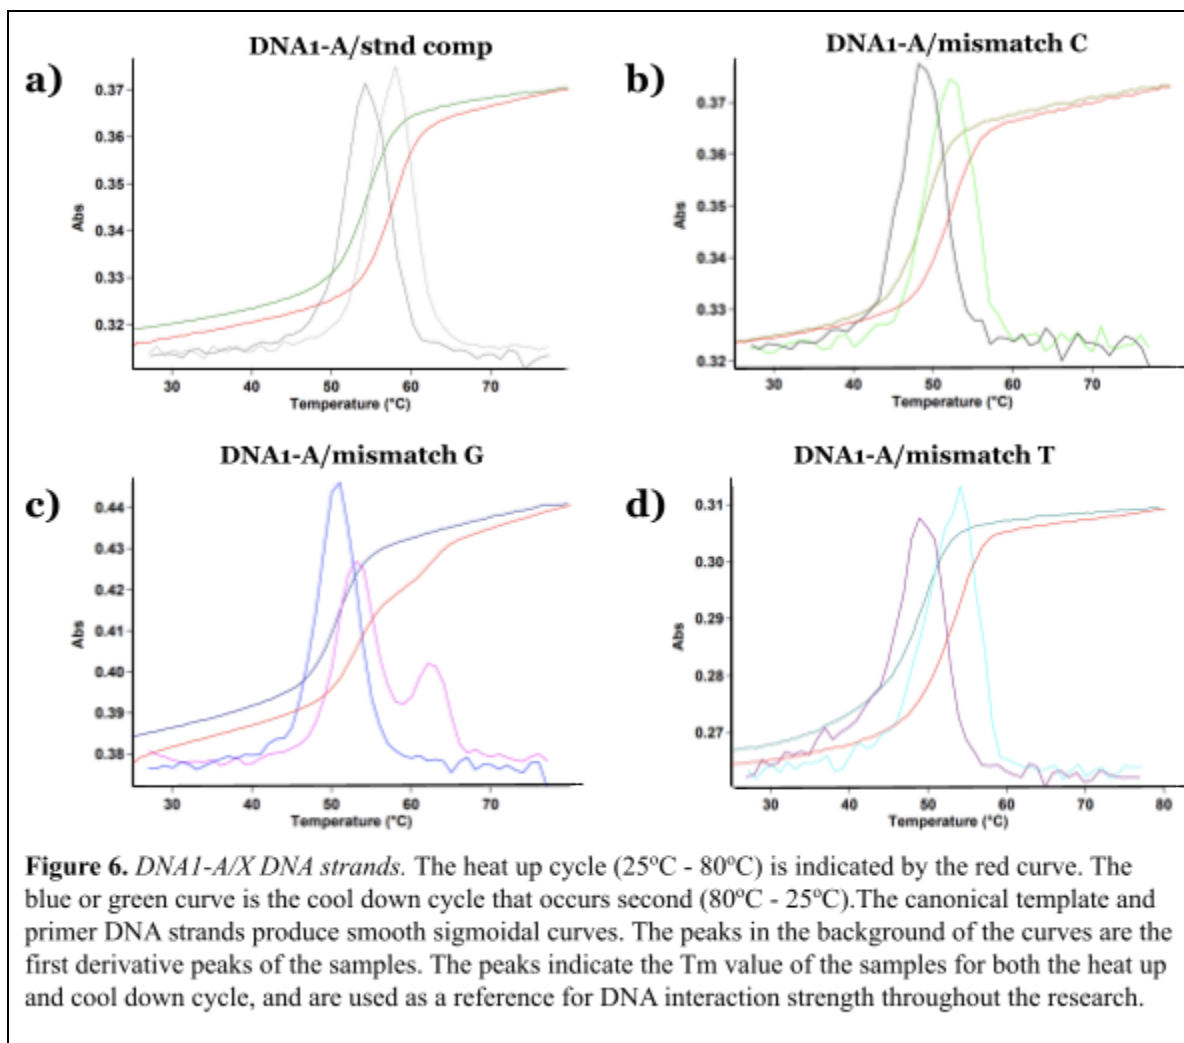 a)
DNA1-A/stnd comp
0.37
0.36
0.35
0.34
0.33
0.32
Abs
30 40 50 60 70
Temperature (°C)
b)
DNA1-A/mismatch C
0.37
0.36
0.35
0.34
0.33
0.32
Abs
30 40 50 60 70
Temperature (°C)
c)
DNA1-A/mismatch G
0.44
0.43
0.42
0.41
0.40
0.39
0.38
Abs
30 40 50 60 70
Temperature (°C)
d)
DNA1-A/mismatch T
0.31
0.30
0.29
0.28
0.27
Abs
30 40 50 60 70 80
Temperature (°C)
Figure 6. DNA1-A/X DNA strands. The heat up cycle (25ºC - 80ºC) is indicated by the red curve. The
blue or green curve is the cool down cycle that occurs second (80ºC - 25ºC).The canonical template and
primer DNA strands produce smooth sigmoidal curves. The peaks in the background of the curves are the
first derivative peaks of the samples. The peaks indicate the Tm value of the samples for both the heat up
and cool down cycle, and are used as a reference for DNA interaction strength throughout the research.